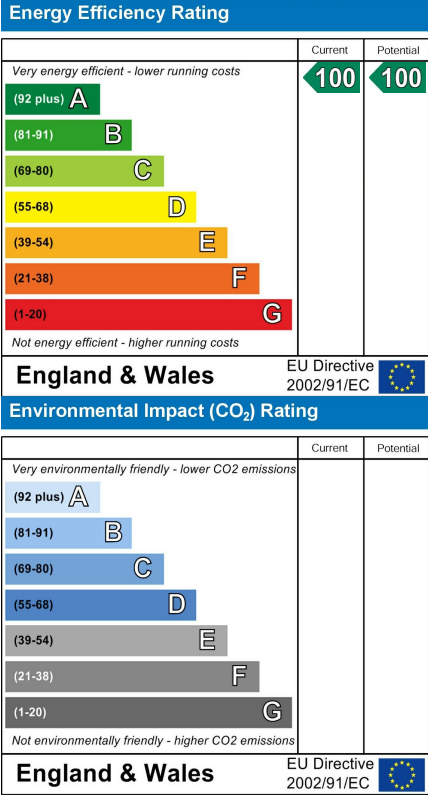 Energy Efficiency Rating
Current Potential
Very energy efficient - lower running costs
100 100
(92 plus) A
(81-91) B
(69-80) C
(55-68) D
(39-54) E
(21-38) F
(1-20) G
Not energy efficient - higher running costs
England & Wales
EU Directive
2002/91/EC
Environmental Impact (CO₂) Rating
Current Potential
Very environmentally friendly - lower CO2 emissions
(92 plus) A
(81-91) B
(69-80) C
(55-68) D
(39-54) E
(21-38) F
(1-20) G
Not environmentally friendly - higher CO2 emissions
England & Wales
EU Directive
2002/91/EC